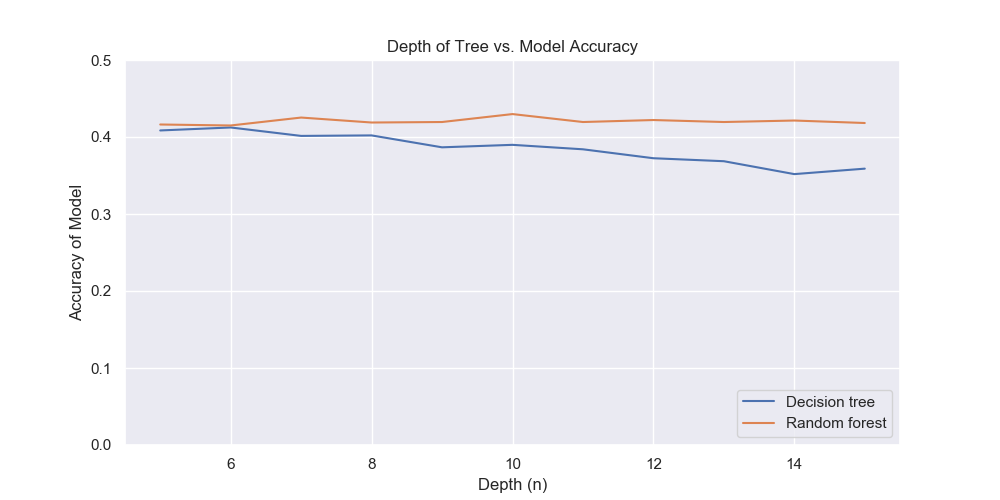 Depth of Tree vs. Model Accuracy
0.5
0.4
0.3
0.2
0.1
0.0
Accuracy of Model
Decision tree
Random forest
6 8 10 12 14
Depth (n)